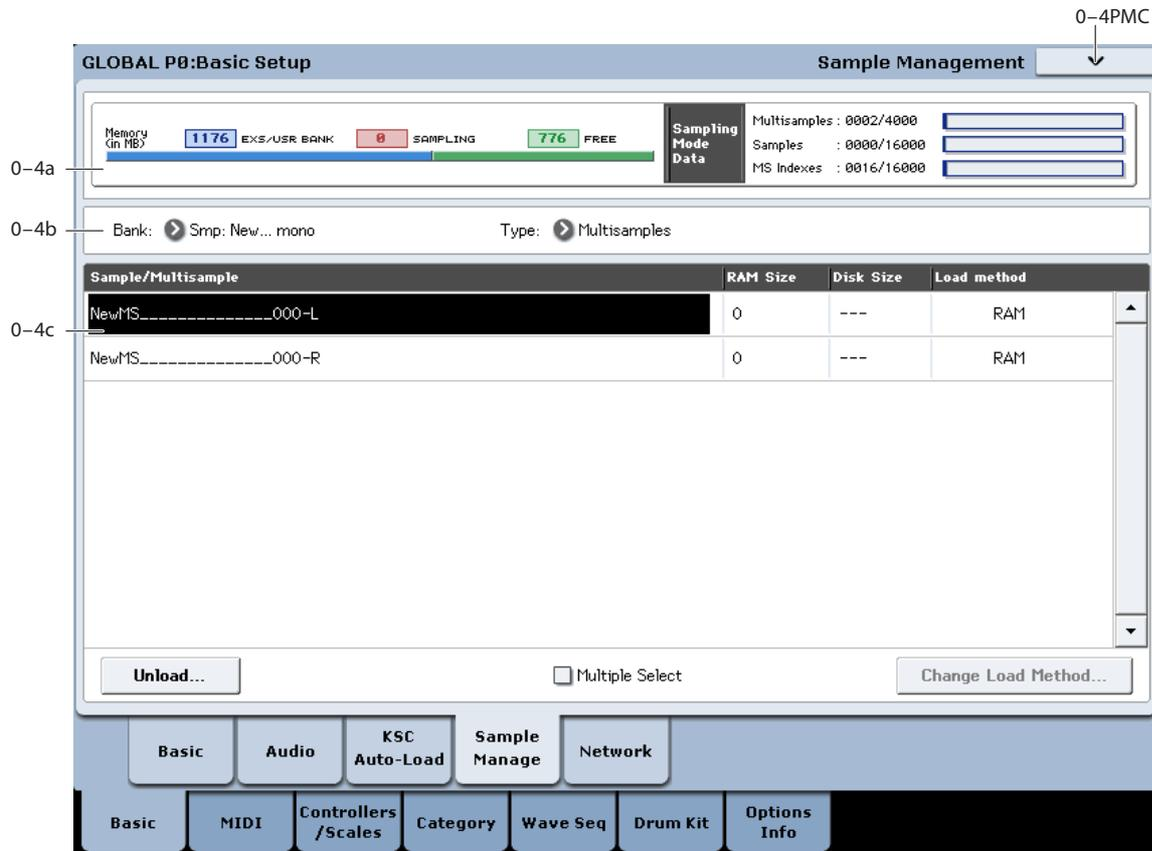 0–4PMC
GLOBAL P0:Basic Setup Sample Management
Memory (in MB) 1176 EXS/USR BANK 0 SAMPLING 776 FREE
Sampling Mode Data
Multisamples : 0002/4000
Samples : 0000/16000
MS Indexes : 0016/16000
0–4a
0–4b
Bank: Smp: New... mono Type: Multisamples
Sample/Multisample RAM Size Disk Size Load method
NewMS______________000-L 0 --- RAM
0–4c
NewMS______________000-R 0 --- RAM
Unload... Multiple Select Change Load Method...
Basic Audio KSC Auto-Load Sample Manage Network
Basic MIDI Controllers /Scales Category Wave Seq Drum Kit Options Info